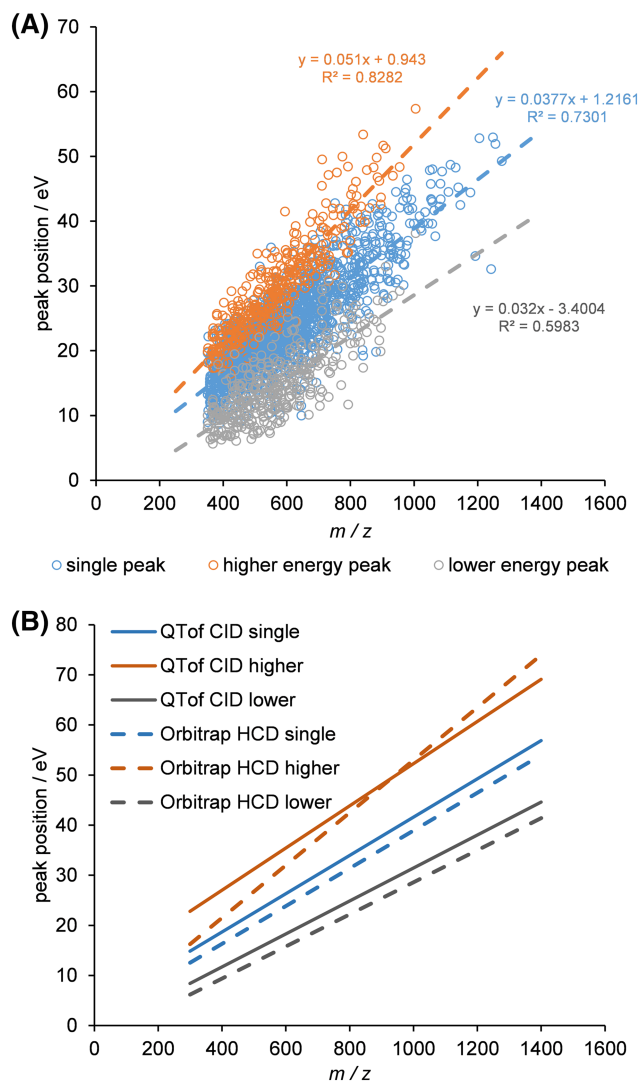 (A)
70
60
50
40
30
20
10
0
peak position / eV
y = 0.051x + 0.943
R² = 0.8282
y = 0.0377x + 1.2161
R² = 0.7301
y = 0.032x - 3.4004
R² = 0.5983
0 200 400 600 800 1000 1200 1400 1600
m / z
single peak higher energy peak lower energy peak
(B)
80
70
60
50
40
30
20
10
0
peak position / eV
QTof CID single
QTof CID higher
QTof CID lower
Orbitrap HCD single
Orbitrap HCD higher
Orbitrap HCD lower
0 200 400 600 800 1000 1200 1400 1600
m / z